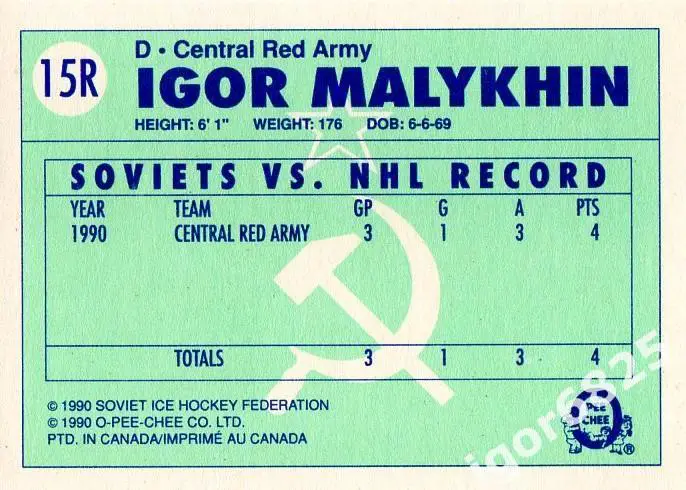 15R
D • Central Red Army
IGOR MALYKHIN
HEIGHT: 6' 1" WEIGHT: 176 DOB: 6-6-69
SOVIETS VS. NHL RECORD
YEAR TEAM GP G A PTS
1990 CENTRAL RED ARMY 3 1 3 4
TOTALS 3 1 3 4
© 1990 SOVIET ICE HOCKEY FEDERATION
© 1990 O-PEE-CHEE CO. LTD.
PTD. IN CANADA/IMPRIMÉ AU CANADA
O
PEE
CHEE
igor6825